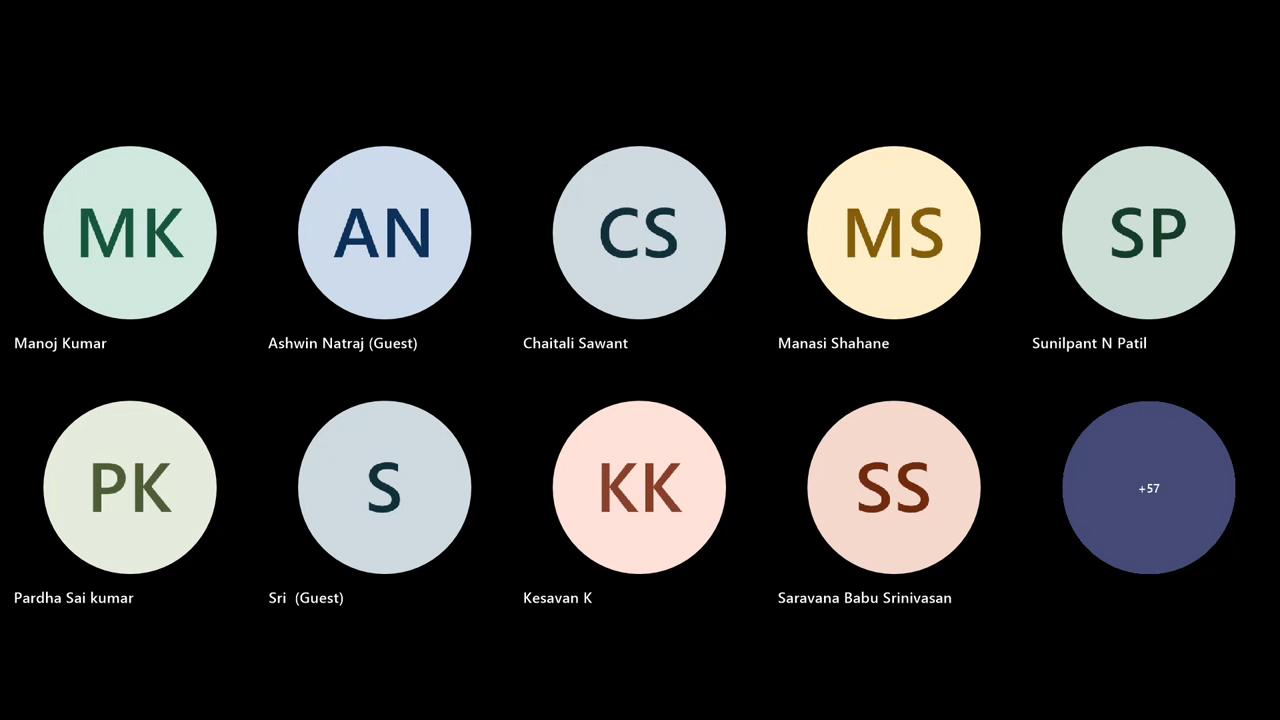 MK
AN
CS
MS
SP
Manoj Kumar
Ashwin Natraj (Guest)
Chaitali Sawant
Manasi Shahane
Sunilpant N Patil
PK
S
KK
SS
+57
Pardha Sai kumar
Sri (Guest)
Kesavan K
Saravana Babu Srinivasan